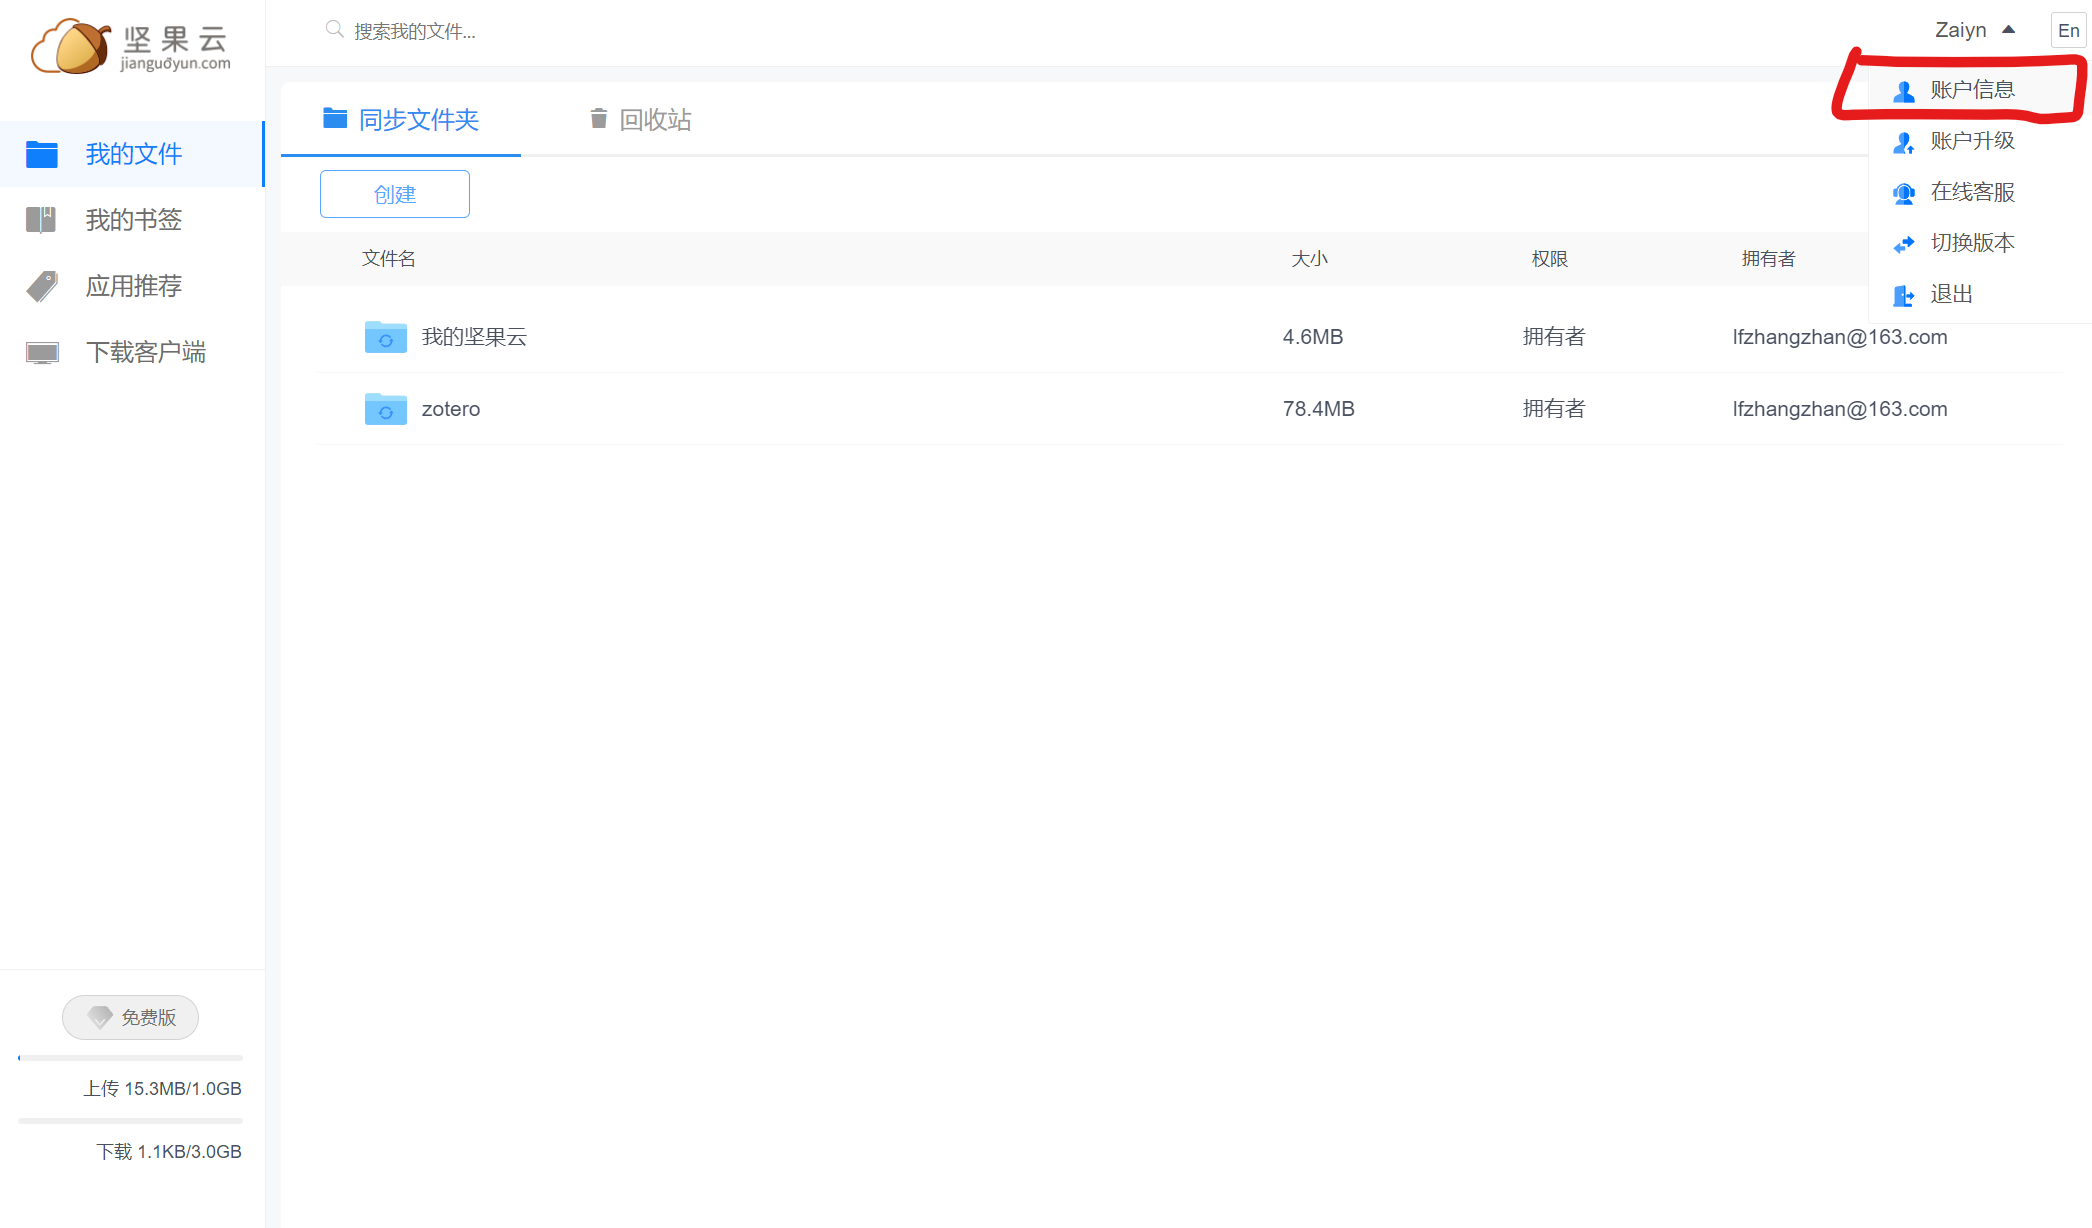 坚果云
jianguoyun.com
搜索我的文件...
Zaiyn
En
账户信息
账户升级
在线客服
切换版本
退出
我的文件
我的书签
应用推荐
下载客户端
同步文件夹 回收站
创建
文件名 大小 权限 拥有者
我的坚果云 4.6MB 拥有者 lfzhangzhan@163.com
zotero 78.4MB 拥有者 lfzhangzhan@163.com
免费版
上传 15.3MB/1.0GB
下载 1.1KB/3.0GB